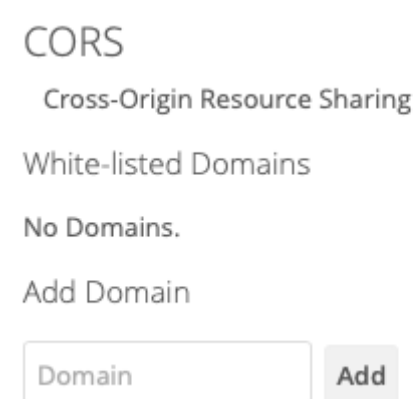 CORS
Cross-Origin Resource Sharing
White-listed Domains
No Domains.
Add Domain
Domain Add